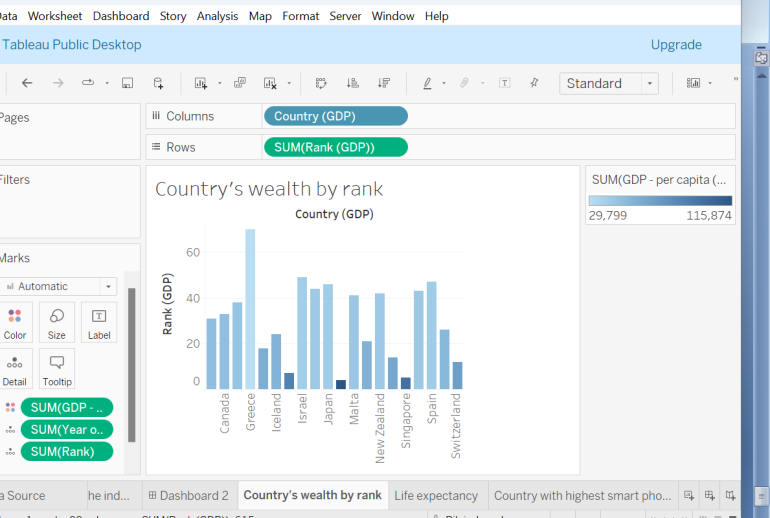 ata Worksheet Dashboard Story Analysis Map Format Server Window Help
Tableau Public Desktop Upgrade
Standard
Pages
Columns Country (GDP)
Rows SUM(Rank (GDP))
Filters
Marks
Automatic
Color Size Label
Detail Tooltip
SUM(GDP - ..
SUM(Year o..
SUM(Rank)
Country's wealth by rank
Country (GDP)
Rank (GDP)
60
40
20
0
Canada
Greece
Iceland
Israel
Japan
Malta
New Zealand
Singapore
Spain
Switzerland
SUM(GDP - per capita (...
29,799 115,874
a Source he ind... Dashboard 2 Country's wealth by rank Life expectancy Country with highest smart pho...